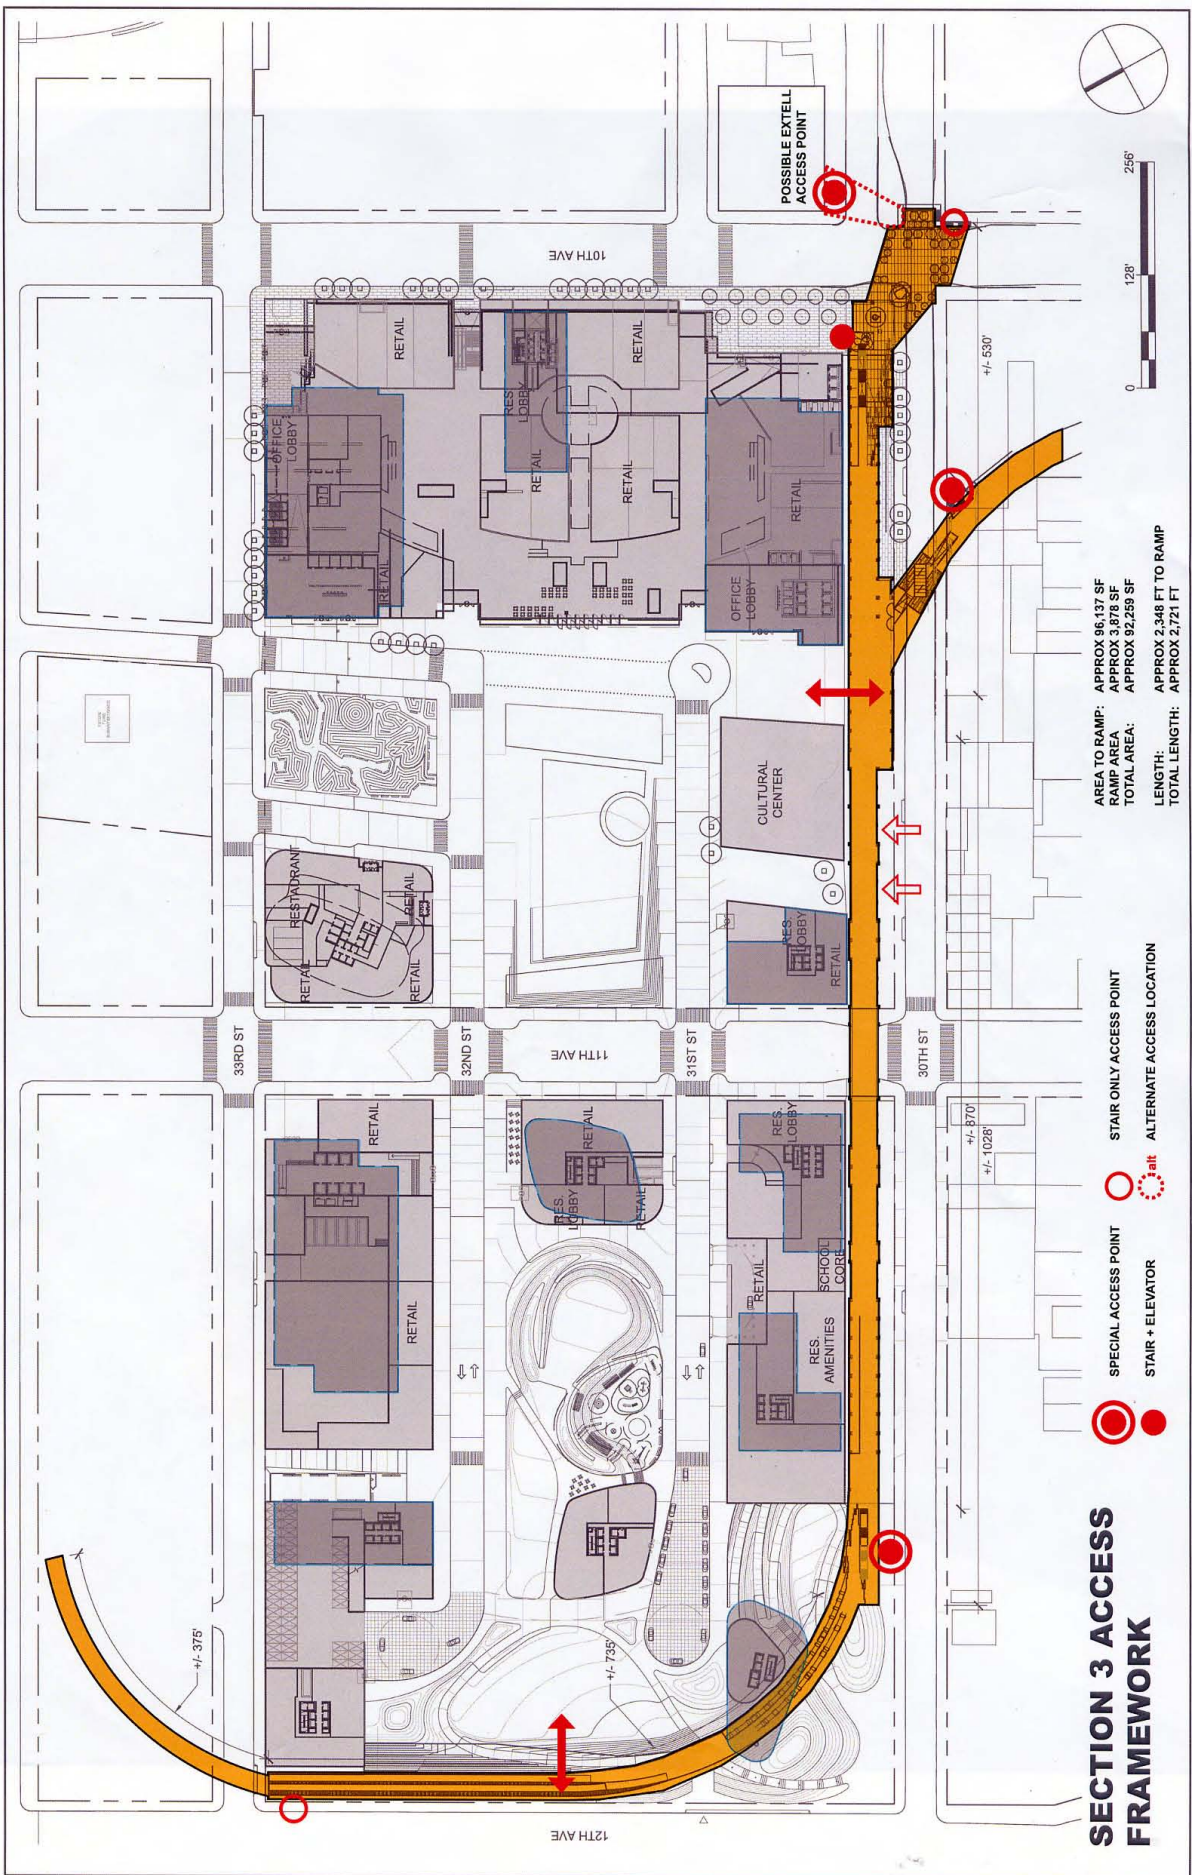 SECTION 3 ACCESS
FRAMEWORK
SPECIAL ACCESS POINT
STAIR + ELEVATOR
STAIR ONLY ACCESS POINT
alt ALTERNATE ACCESS LOCATION
AREA TO RAMP: APPROX 96,137 SF
RAMP AREA APPROX 3,878 SF
TOTAL AREA: APPROX 92,259 SF
LENGTH: APPROX 2,348 FT TO RAMP
TOTAL LENGTH: APPROX 2,721 FT
0 128' 256'
POSSIBLE EXTELL
ACCESS POINT
10TH AVE
11TH AVE
12TH AVE
33RD ST
32ND ST
31ST ST
30TH ST
+/- 375'
+/- 735'
+/- 870'
+/- 1028'
+/- 530'
OFFICE
LOBBY
RETAIL
RETAIL
RES
LOBBY
RETAIL
RETAIL
RETAIL
OFFICE
LOBBY
RETAIL
RESTAURANT
RETAIL
RETAIL
RETAIL
CULTURAL
CENTER
RES.
LOBBY
RETAIL
RETAIL
RETAIL
RES.
LOBBY
RETAIL
RETAIL
RES.
LOBBY
SCHOOL
CORE
RETAIL
RES.
AMENITIES